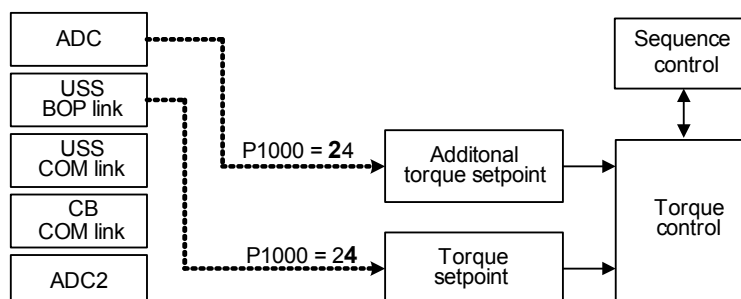 ADC
USS
BOP link
USS
COM link
CB
COM link
ADC2
P1000 = 24
Additonal
torque setpoint
P1000 = 24
Torque
setpoint
Sequence
control
Torque
control